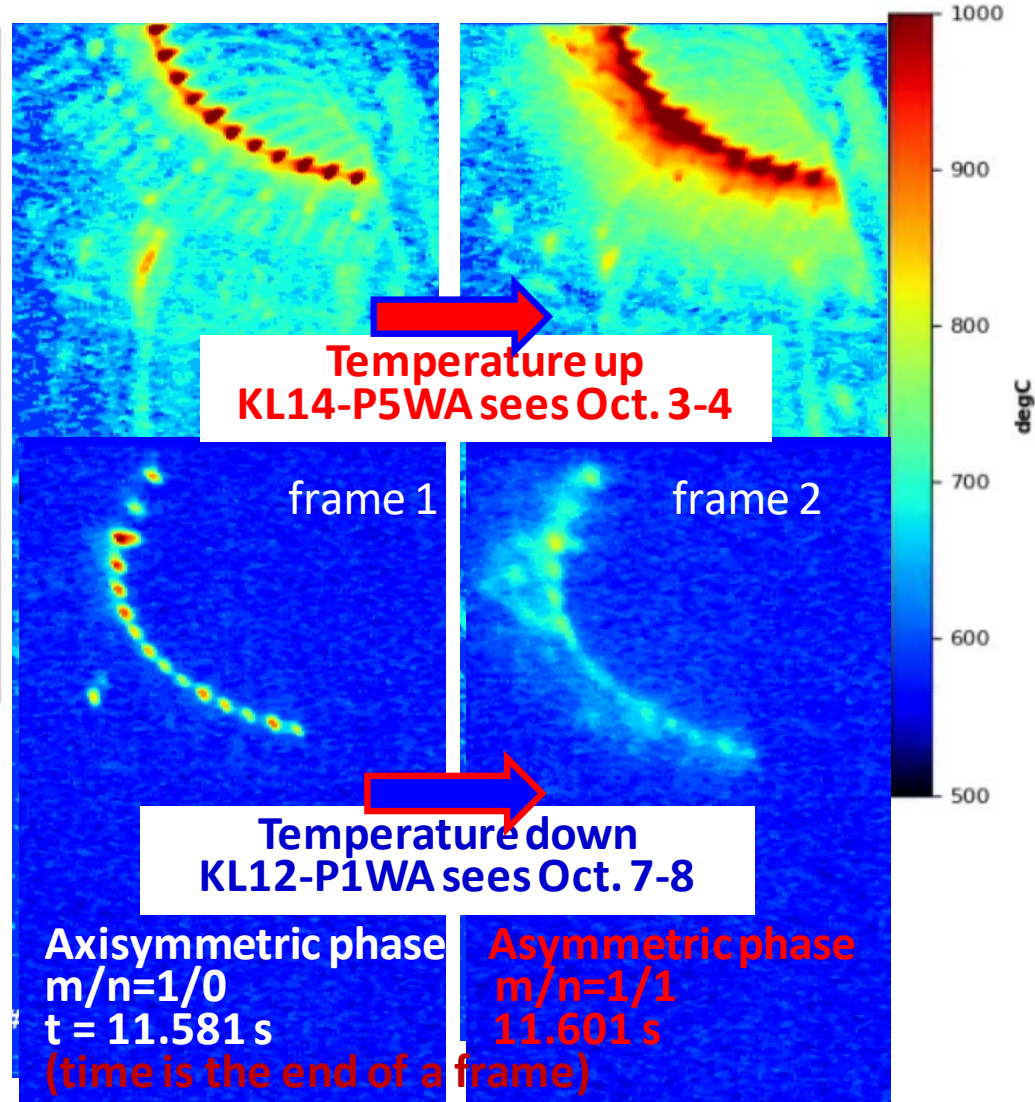 1000
900
800
700
600
500
degC
Temperature up
KL14-P5WA sees Oct. 3-4
frame 1
frame 2
Temperature down
KL12-P1WA sees Oct. 7-8
Axisymmetric phase
m/n=1/0
t = 11.581 s
Asymmetric phase
m/n=1/1
11.601 s
(time is the end of a frame)